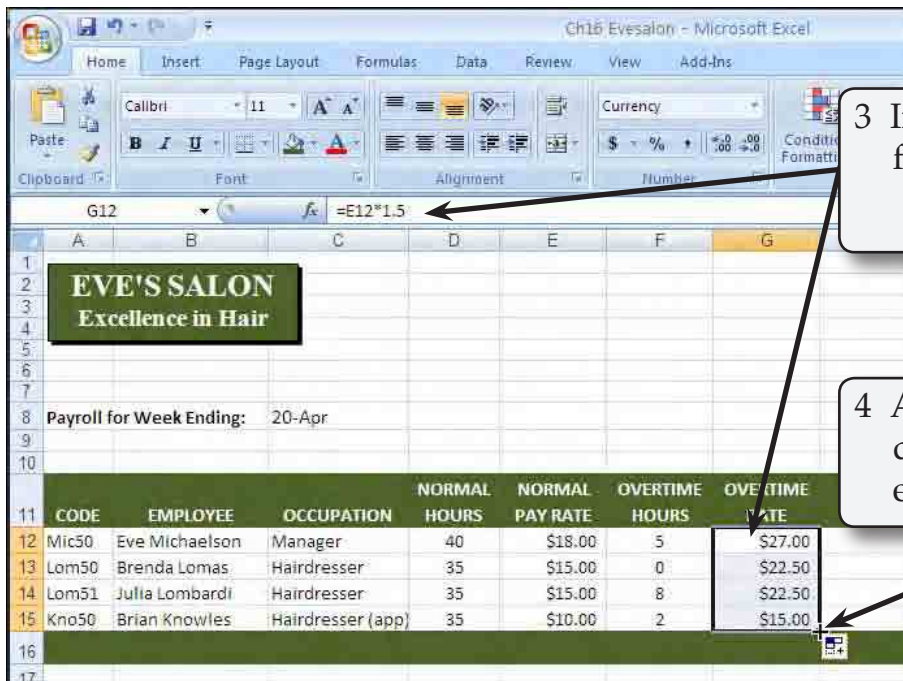 Ch16 Evesalon - Microsoft Excel
Home Insert Page Layout Formulas Data Review View Add-Ins
Paste
Calibri 11 A A
Currency
B I U A
$ % ,
Clipboard Font Alignment Number
G12 fx =E12*1.5
A B C D E F G
1
2 EVE'S SALON
3 Excellence in Hair
4
5
6
7
8 Payroll for Week Ending: 20-Apr
9
10
NORMAL NORMAL OVERTIME OVERTIME
11 CODE EMPLOYEE OCCUPATION HOURS PAY RATE HOURS
12 Mic50 Eve Michaelson Manager 40 $18.00 5 $27.00
13 Lom50 Brenda Lomas Hairdresser 35 $15.00 0 $22.50
14 Lom51 Julia Lombardi Hairdresser 35 $15.00 8 $22.50
15 Kno50 Brian Knowles Hairdresser (app) 35 $10.00 2 $15.00
16
17
3
4